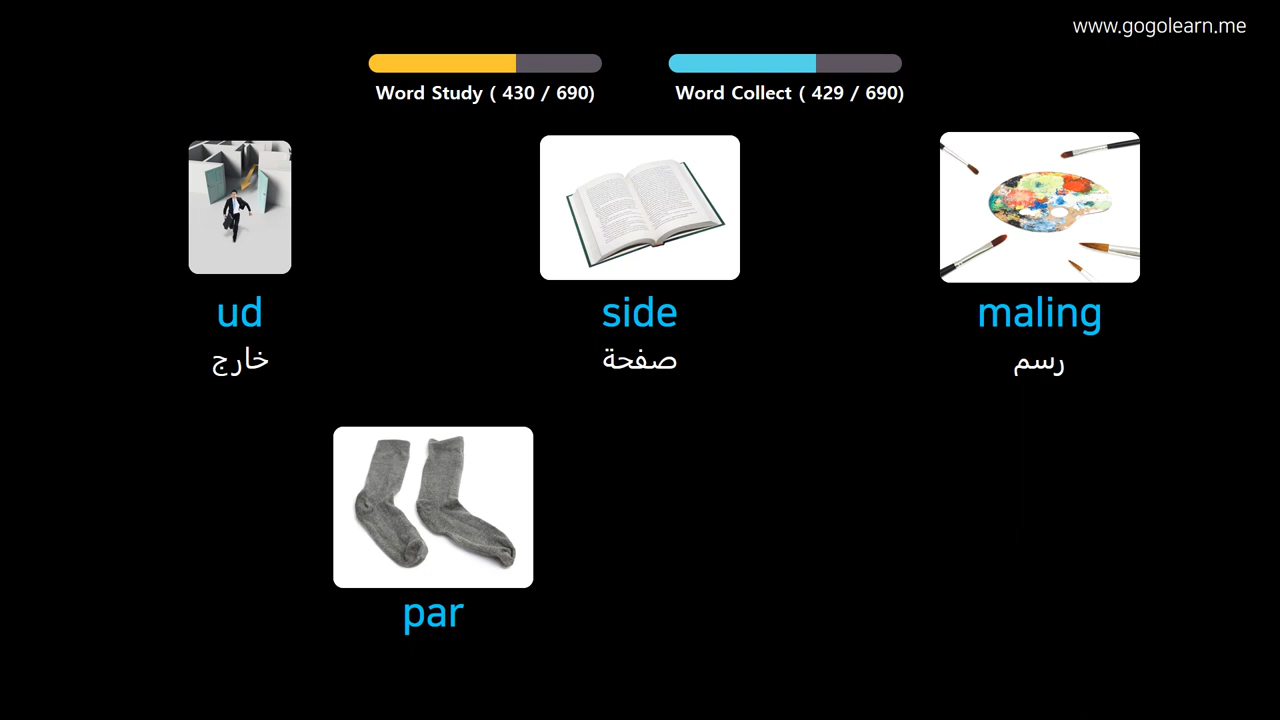 www.gogolearn.me
Word Study ( 430 / 690)
Word Collect ( 429 / 690)
ud
خارج
side
صفحة
maling
رسم
par